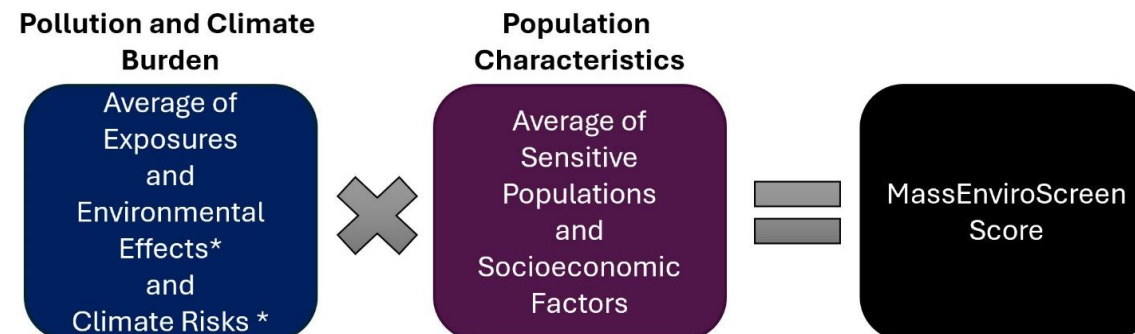 Pollution and Climate
Burden
Average of
Exposures
and
Environmental
Effects*
and
Climate Risks *
Population
Characteristics
Average of
Sensitive
Populations
and
Socioeconomic
Factors
MassEnviroScreen
Score